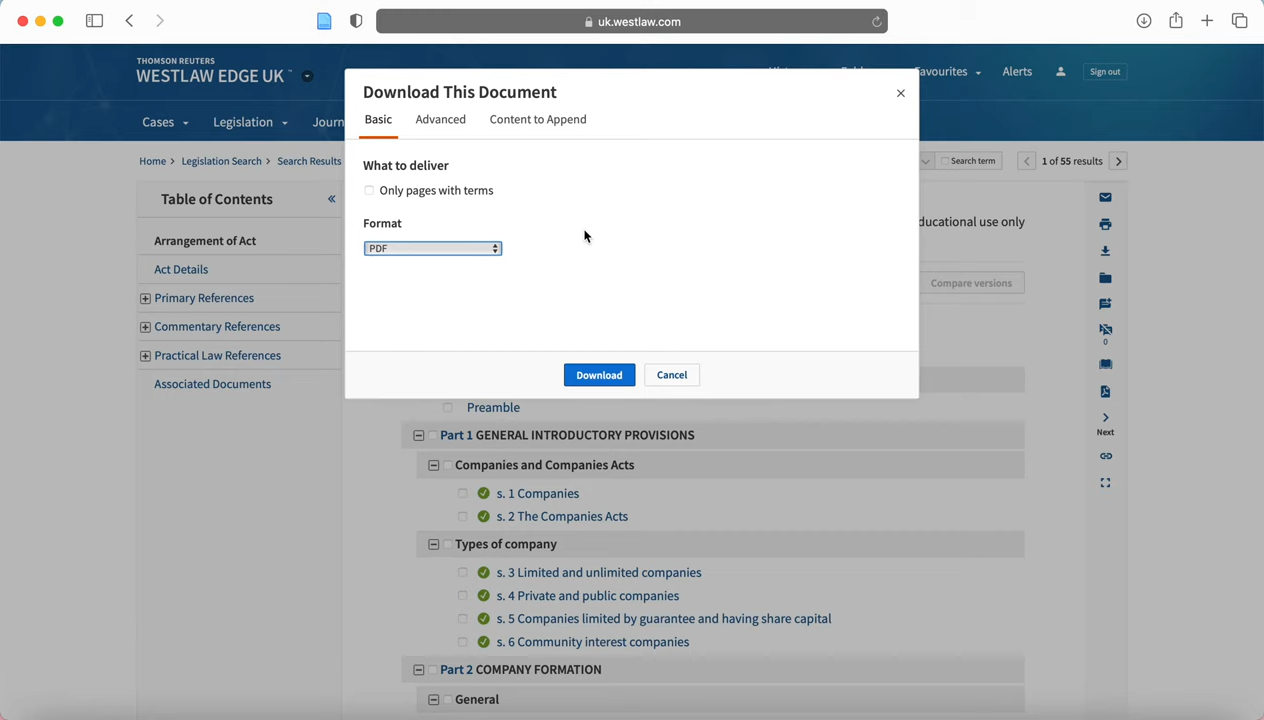 uk.westlaw.com
THOMSON REUTERS
WESTLAW EDGE UK™
Favourites Alerts Sign out
Cases Legislation Journ
Download This Document
Basic Advanced Content to Append
What to deliver
Only pages with terms
Format
PDF
Download Cancel
Home > Legislation Search > Search Results
Search term 1 of 55 results
Table of Contents «
Arrangement of Act
Act Details
Primary References
Commentary References
Practical Law References
Associated Documents
ducational use only
Compare versions
0
Next
Preamble
Part 1 GENERAL INTRODUCTORY PROVISIONS
Companies and Companies Acts
s. 1 Companies
s. 2 The Companies Acts
Types of company
s. 3 Limited and unlimited companies
s. 4 Private and public companies
s. 5 Companies limited by guarantee and having share capital
s. 6 Community interest companies
Part 2 COMPANY FORMATION
General